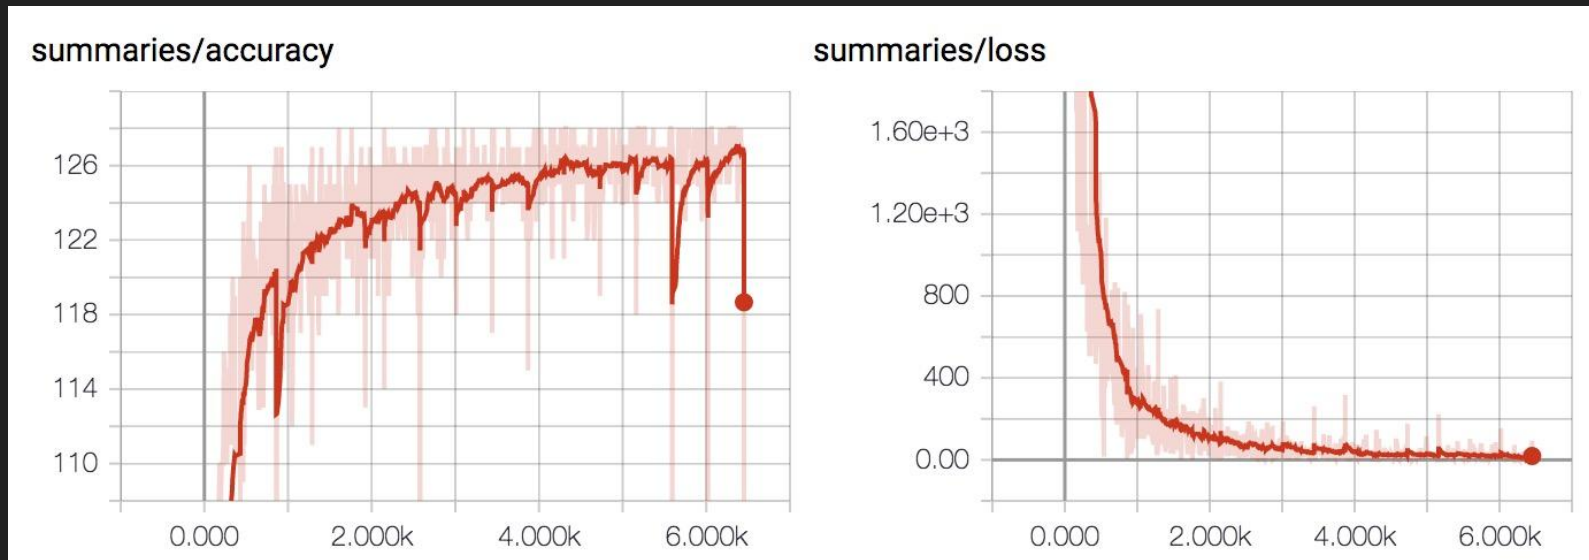 summaries/accuracy
126
122
118
114
110
0.000 2.000k 4.000k 6.000k
summaries/loss
1.60e+3
1.20e+3
800
400
0.00
0.000 2.000k 4.000k 6.000k